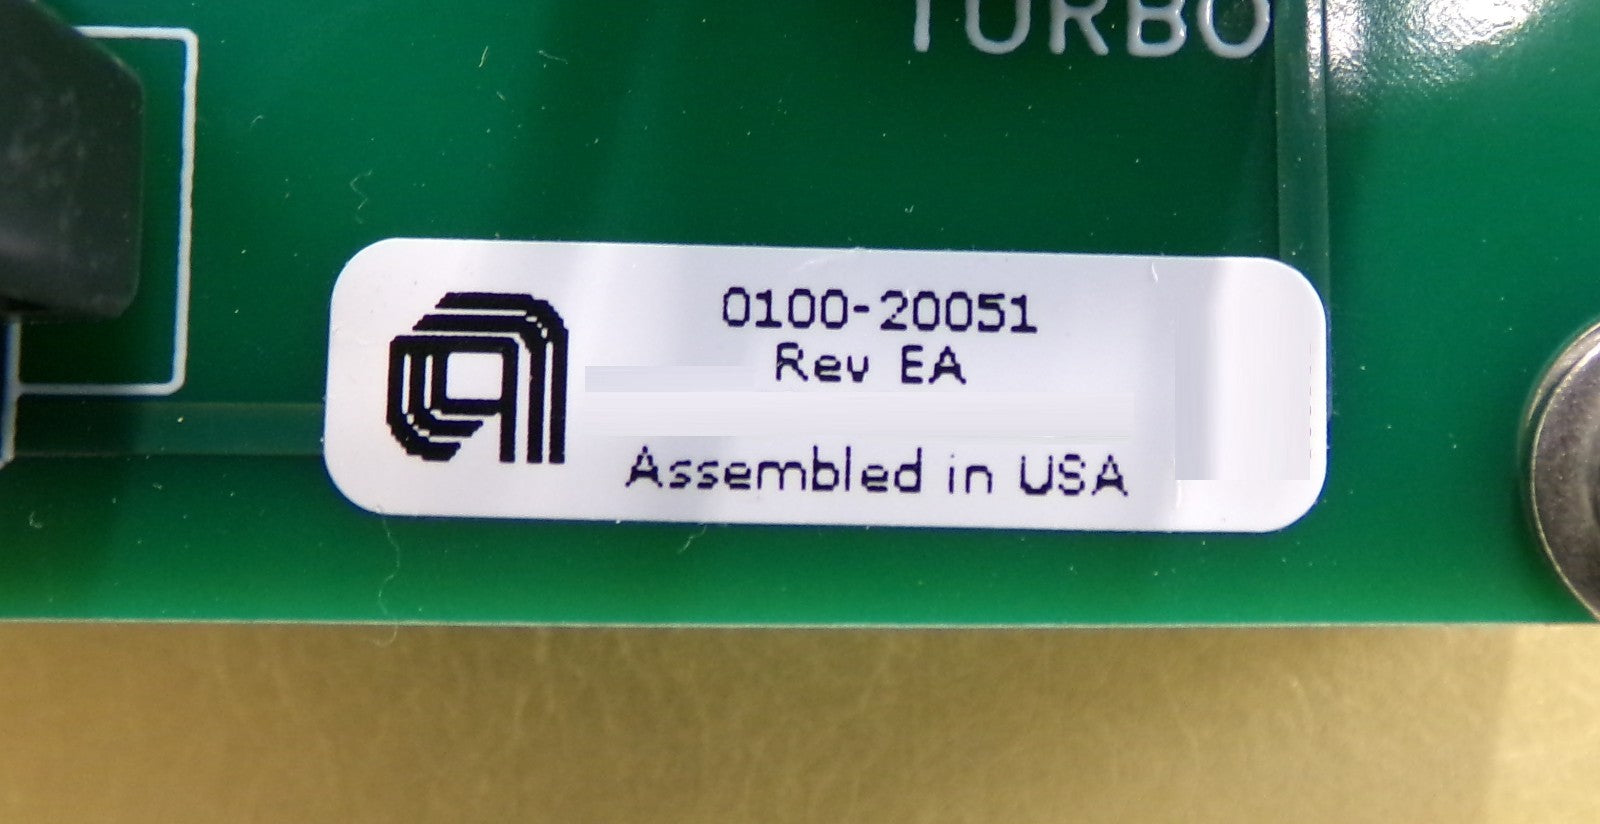 TURBO
0100-20051
Rev EA
Assembled in USA